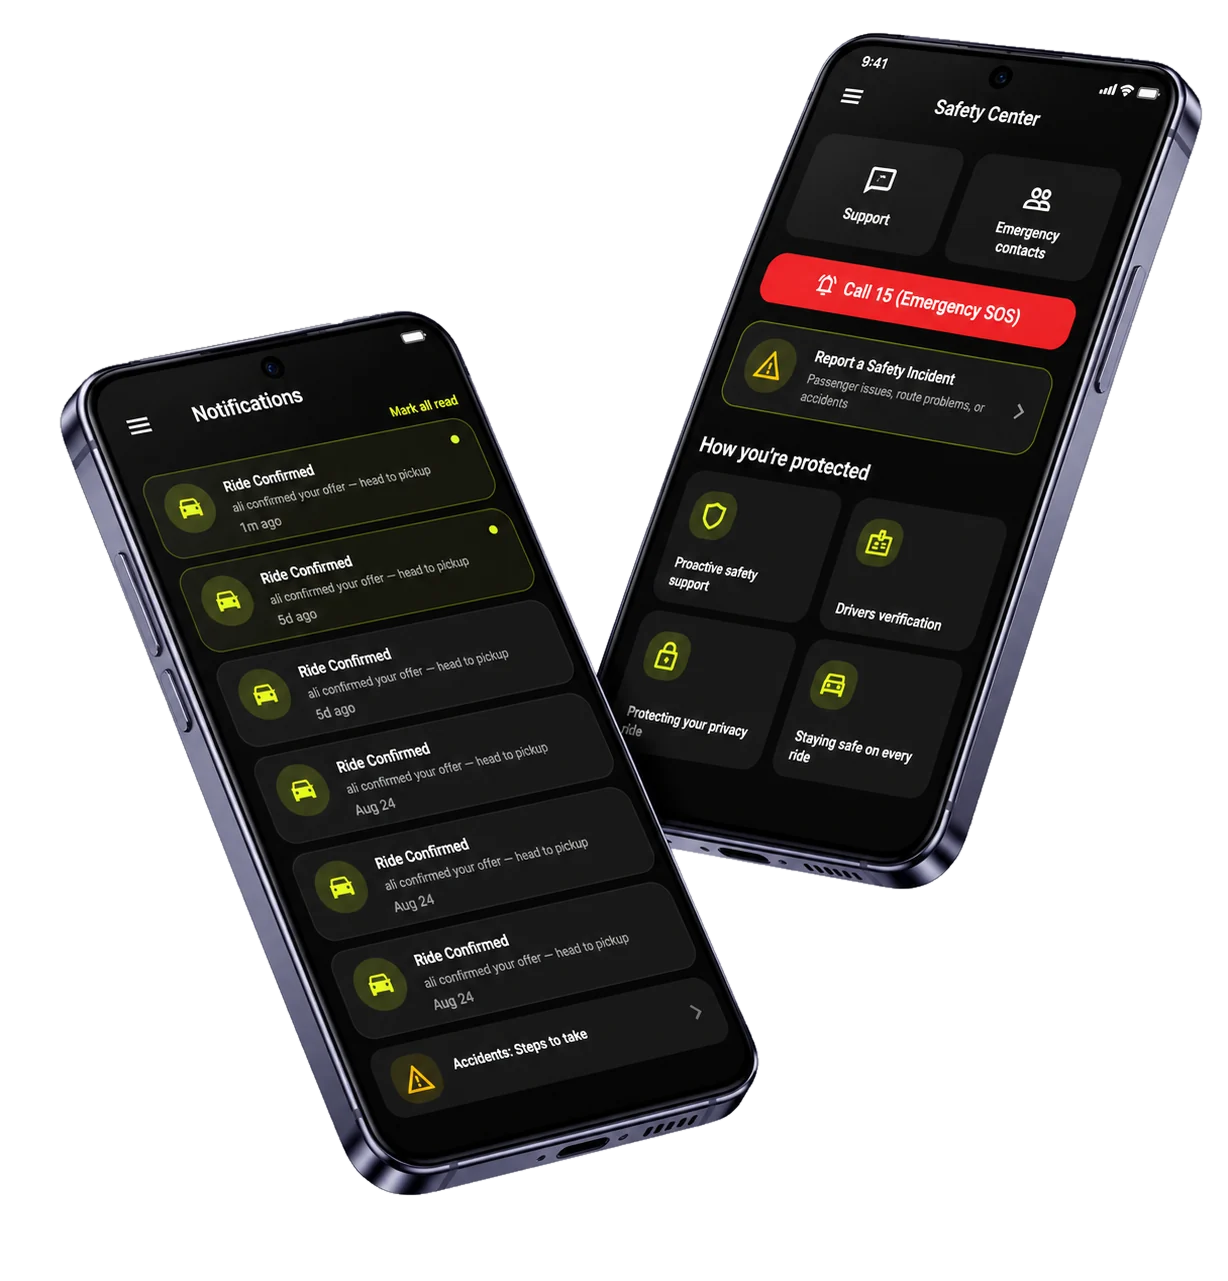 Notifications
Mark all read
Ride Confirmed
ali confirmed your offer — head to pickup
1m ago
Ride Confirmed
ali confirmed your offer — head to pickup
5d ago
Ride Confirmed
ali confirmed your offer — head to pickup
5d ago
Ride Confirmed
ali confirmed your offer — head to pickup
Aug 24
Ride Confirmed
ali confirmed your offer — head to pickup
Aug 24
Ride Confirmed
ali confirmed your offer — head to pickup
Aug 24
Accidents: Steps to take
9:41
Safety Center
Support
Emergency
contacts
Call 15 (Emergency SOS)
Report a Safety Incident
Passenger issues, route problems, or
accidents
How you're protected
Proactive safety
support
Drivers verification
Protecting your privacy
ride
Staying safe on every
ride